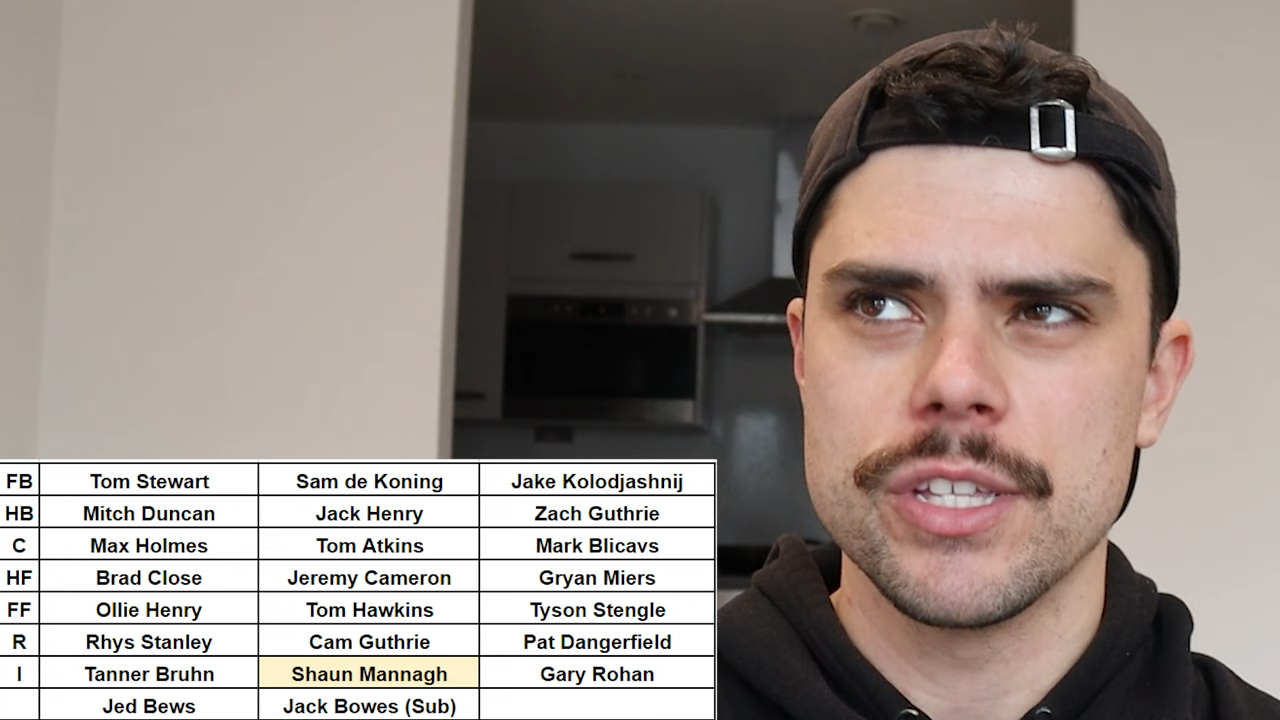 FB Tom Stewart Sam de Koning Jake Kolodjashnij
HB Mitch Duncan Jack Henry Zach Guthrie
C Max Holmes Tom Atkins Mark Blicavs
HF Brad Close Jeremy Cameron Gryan Miers
FF Ollie Henry Tom Hawkins Tyson Stengle
R Rhys Stanley Cam Guthrie Pat Dangerfield
I Tanner Bruhn Shaun Mannagh Gary Rohan
Jed Bews Jack Bowes (Sub)